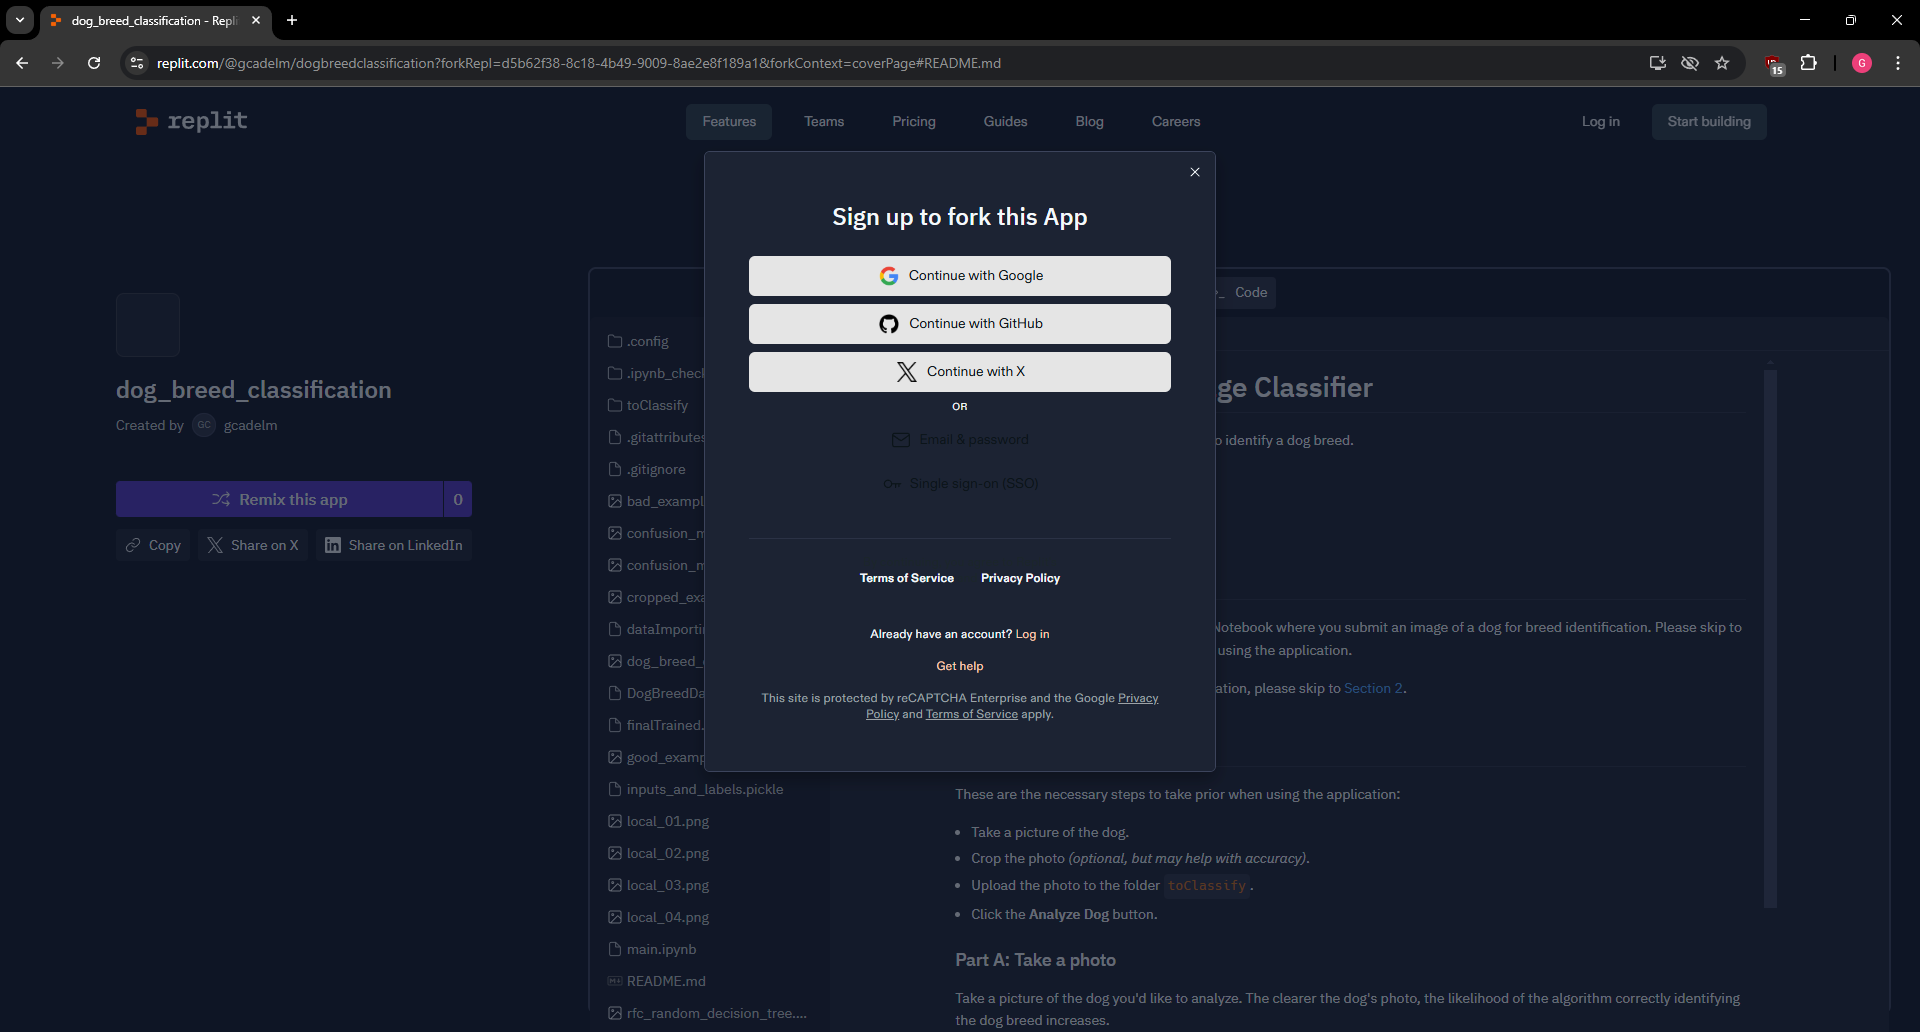 dog_breed_classification - Repli
replit.com/@gcadelm/dogbreedclassification?forkRepl=d5b62f38-8c18-4b49-9009-8ae2e8f189a1&forkContext=coverPage#README.md
15
G
replit
Features
Teams
Pricing
Guides
Blog
Careers
Log in
Start building
Sign up to fork this App
Continue with Google
Continue with GitHub
Continue with X
OR
Email & password
Single sign-on (SSO)
Terms of Service
Privacy Policy
Already have an account? Log in
Get help
This site is protected by reCAPTCHA Enterprise and the Google Privacy
Policy and Terms of Service apply.
dog_breed_classification
Created by GC gcadelm
Remix this app 0
Copy
Share on X
Share on LinkedIn
.config
.ipynb_check
toClassify
.gitattributes
.gitignore
bad_exampl
confusion_m
confusion_m
cropped_exa
dataImporti
dog_breed_
DogBreedDa
finalTrained.
good_examp
inputs_and_labels.pickle
local_01.png
local_02.png
local_03.png
local_04.png
main.ipynb
README.md
rfc_random_decision_tree....
Code
ge Classifier
o identify a dog breed.
Notebook where you submit an image of a dog for breed identification. Please skip to
using the application.
ation, please skip to Section 2.
These are the necessary steps to take prior when using the application:
• Take a picture of the dog.
• Crop the photo (optional, but may help with accuracy).
• Upload the photo to the folder toClassify.
• Click the Analyze Dog button.
Part A: Take a photo
Take a picture of the dog you'd like to analyze. The clearer the dog's photo, the likelihood of the algorithm correctly identifying
the dog breed increases.